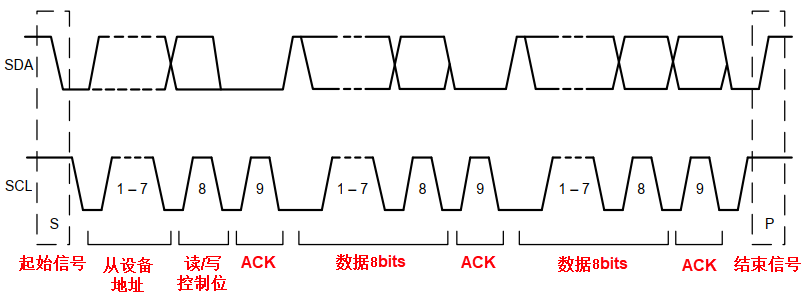 SDA
SCL
1 – 7
8
9
1 – 7
8
9
1 – 7
8
9
S
P
起始信号
从设备
地址
读/写
控制位
ACK
数据8bits
ACK
数据8bits
ACK
结束信号